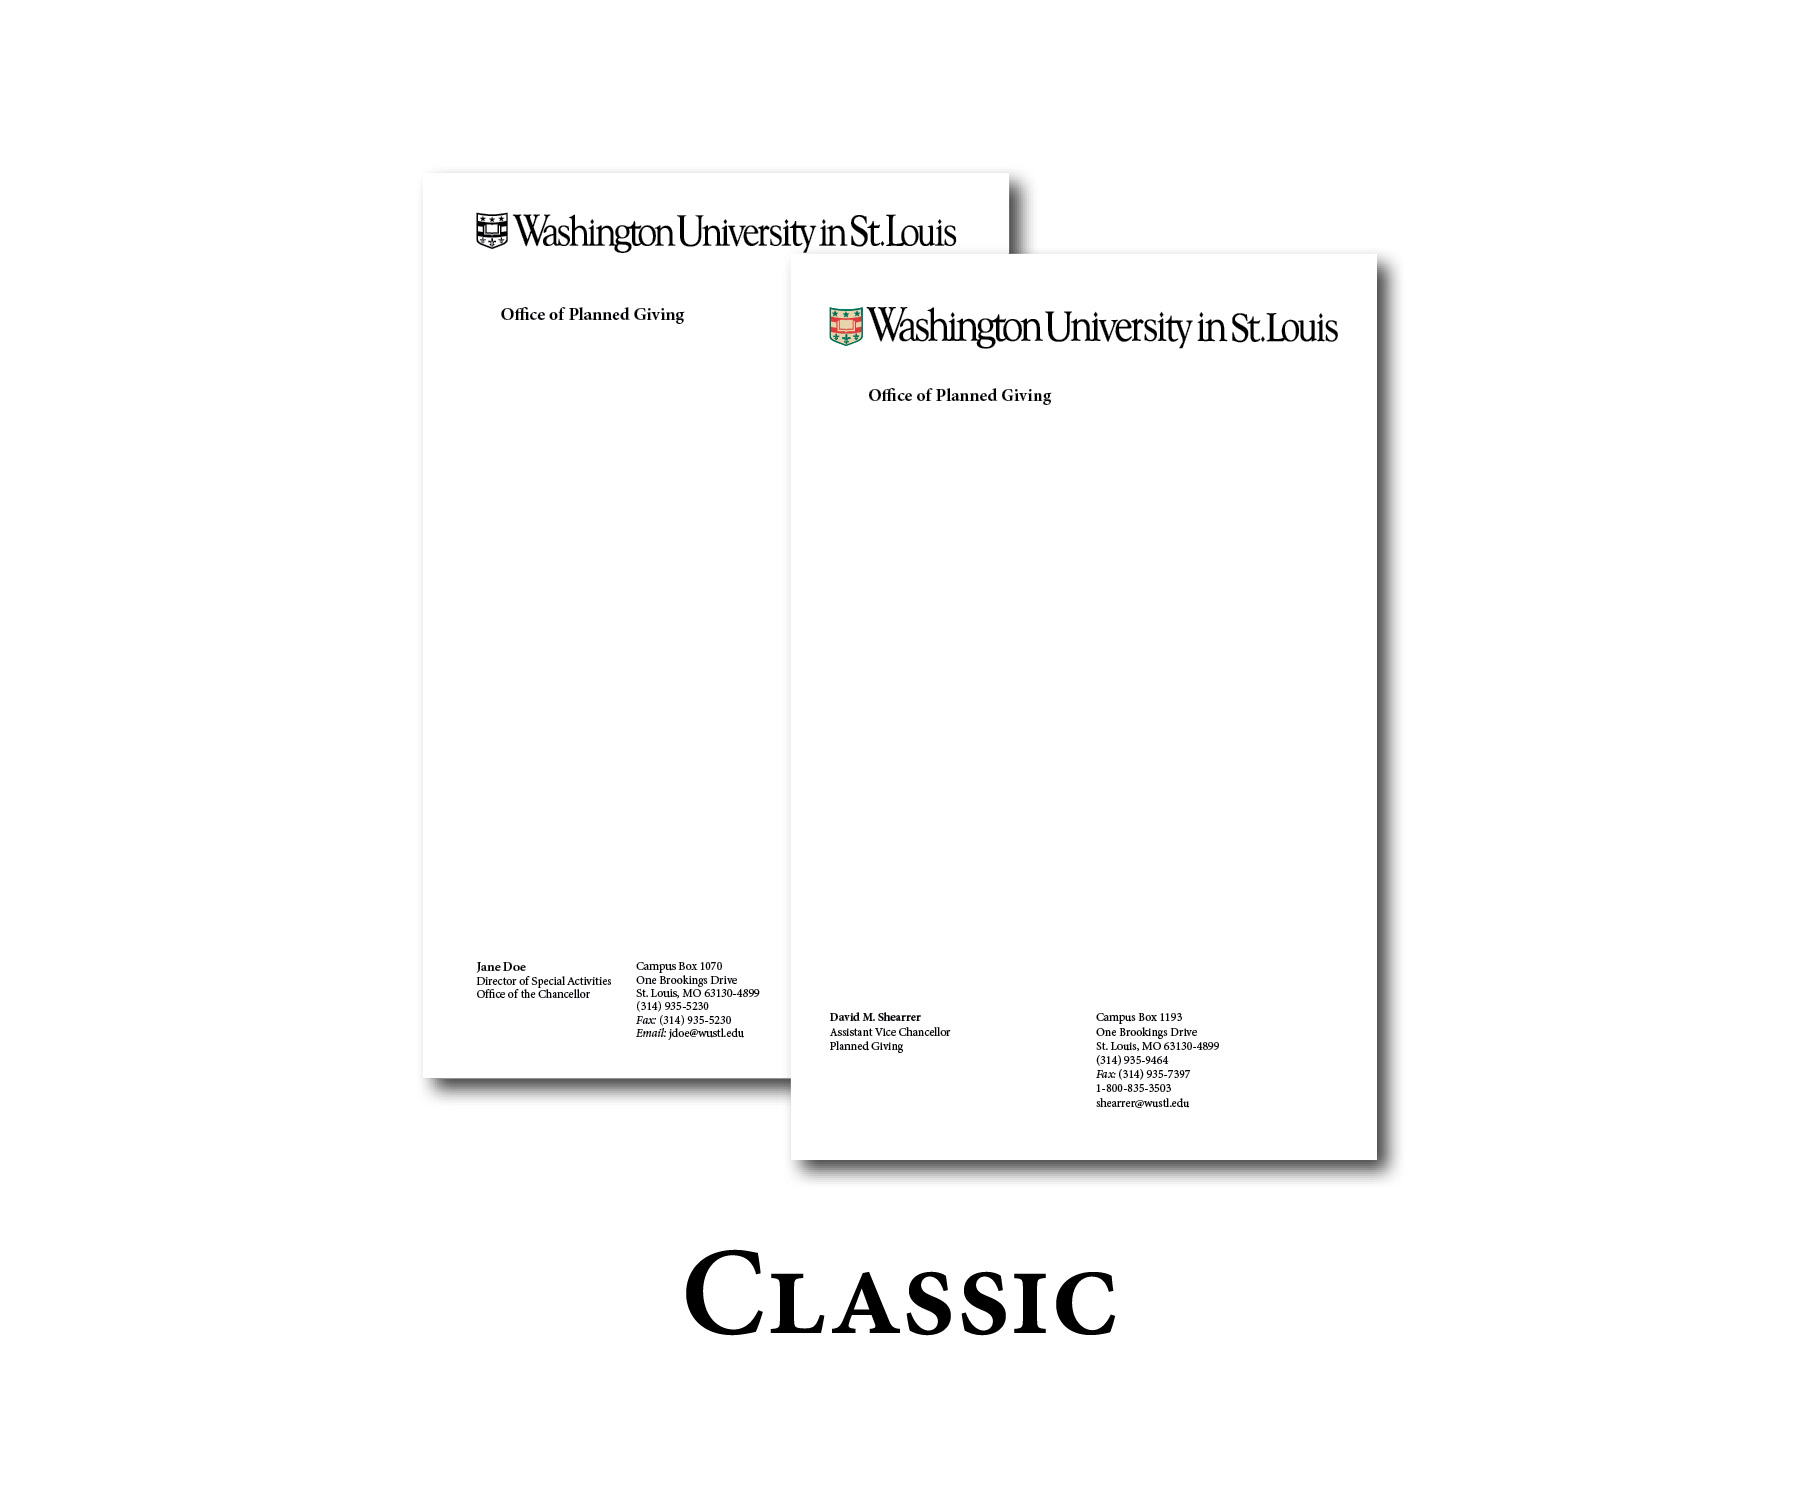 Washington University in St. Louis
Office of Planned Giving
Jane Doe
Director of Special Activities
Office of the Chancellor
Campus Box 1070
One Brookings Drive
St. Louis, MO 63130-4899
(314) 935-5230
Fax: (314) 935-5230
Email: jdoe@wustl.edu
Washington University in St. Louis
Office of Planned Giving
David M. Shearrer
Assistant Vice Chancellor
Planned Giving
Campus Box 1193
One Brookings Drive
St. Louis, MO 63130-4899
(314) 935-9464
Fax: (314) 935-7397
1-800-835-3503
shearrer@wustl.edu
Classic